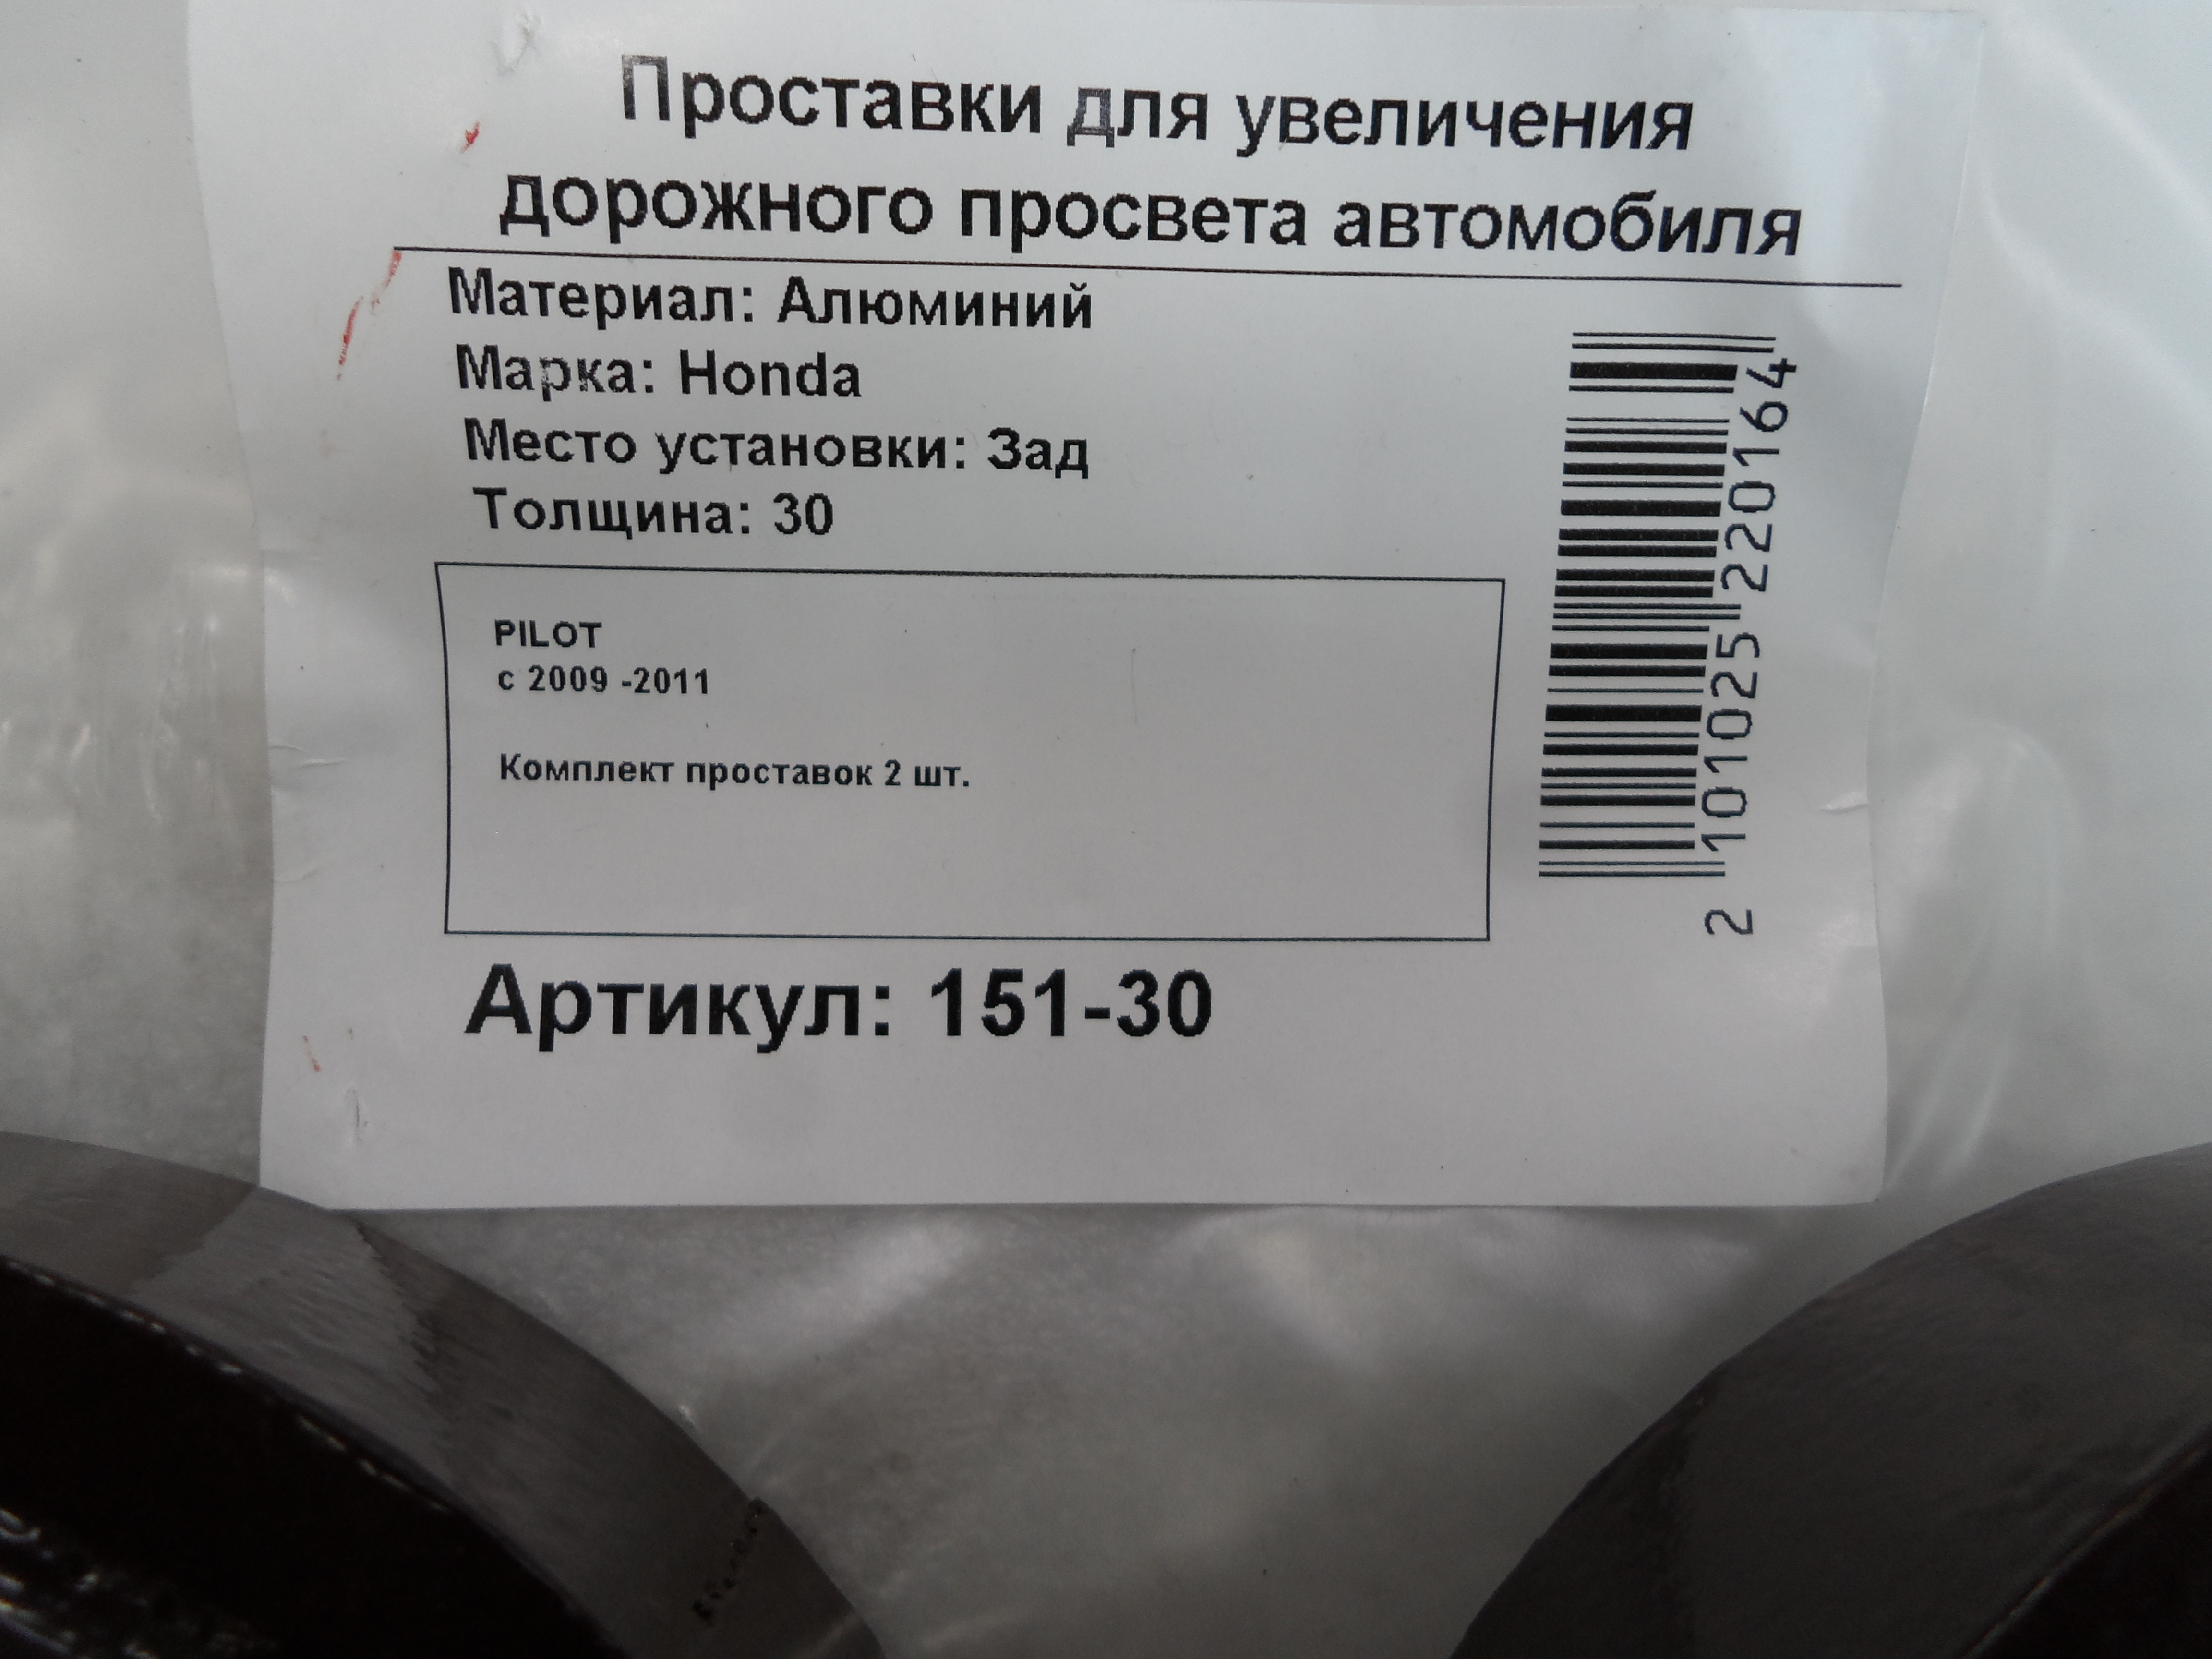 Проставки для увеличения
дорожного просвета автомобиля
Материал: Алюминий
Марка: Honda
Место установки: Зад
Толщина: 30
PILOT
с 2009 -2011
Комплект проставок 2 шт.
Артикул: 151-30
2 101025 220164